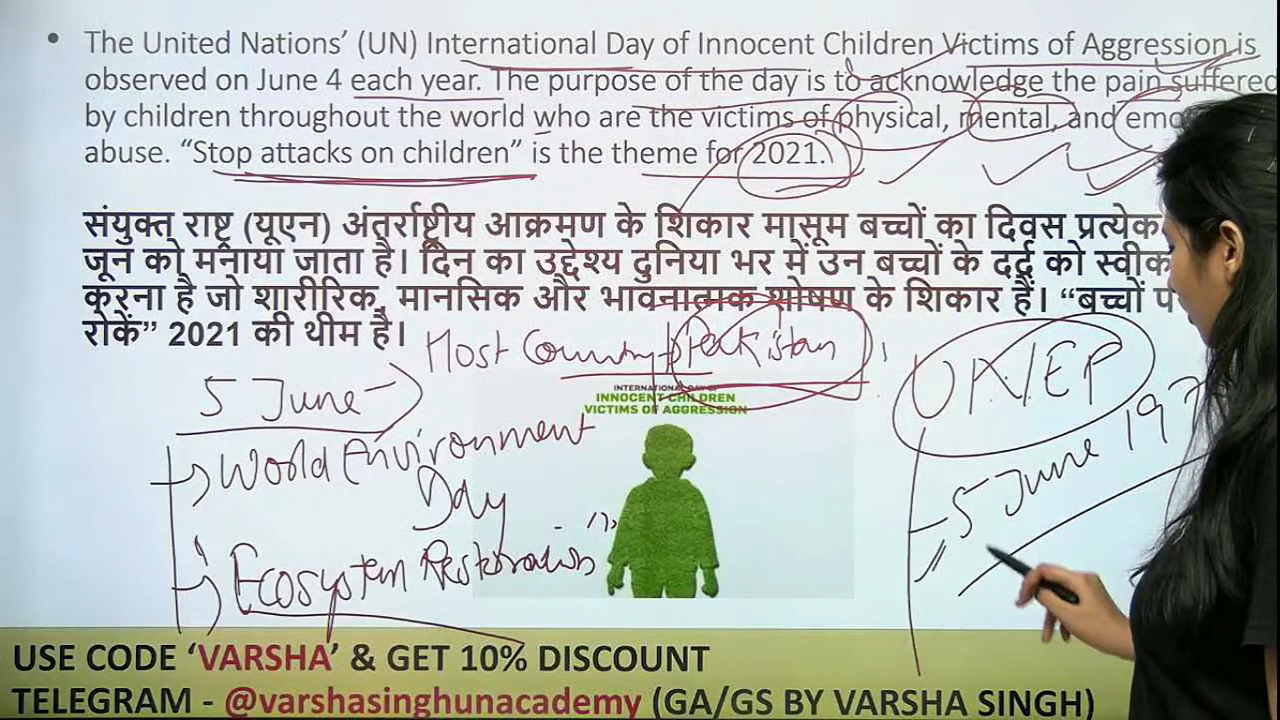 • The United Nations’ (UN) International Day of Innocent Children Victims of Aggression is
observed on June 4 each year. The purpose of the day is to acknowledge the pain suffered
by children throughout the world who are the victims of physical, mental, and
abuse. “Stop attacks on children” is the theme for 2021.
संयुक्त राष्ट्र (यूएन) अंतर्राष्ट्रीय आक्रमण के शिकार मासूम बच्चों का दिवस प्रत्येक
जून को मनाया जाता है। दिन का उद्देश्य दुनिया भर में उन बच्चों के दर्द को
करना है जो शारीरिक, मानसिक और भावनात्मक शोषण के शिकार हैं। “बच्चों
रोकें” 2021 की थीम है।
Host Country Pakistan
5 June
World Environment
Day
Ecosystem Restoration
INTERNATIONAL DAY OF
INNOCENT CHILDREN
VICTIMS OF AGGRESSION
UNEP
5 June
USE CODE ‘VARSHA’ & GET 10% DISCOUNT
TELEGRAM - @varshasinghunacademy (GA/GS BY VARSHA SINGH)